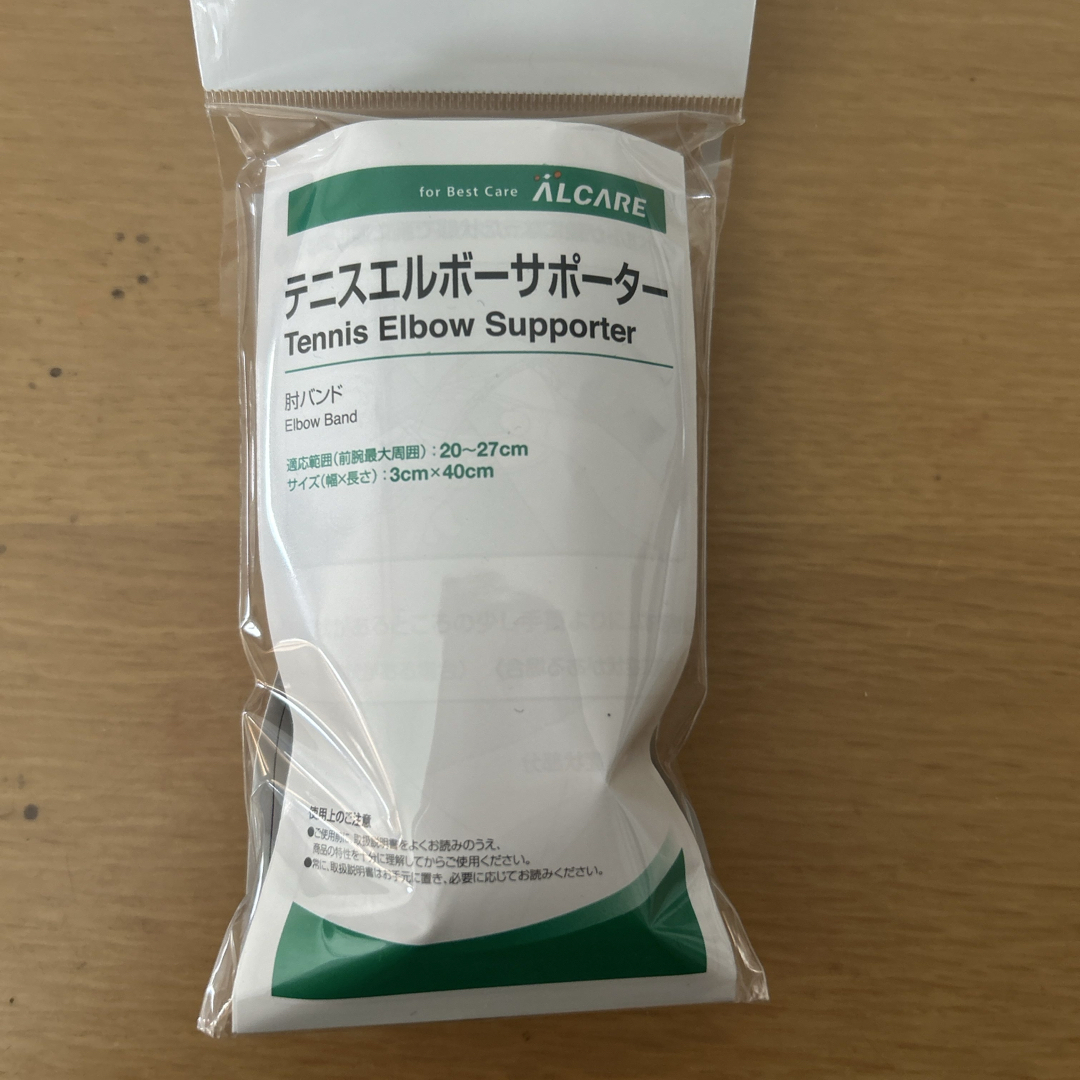 for Best Care ALCARE
テニスエルボーサポーター
Tennis Elbow Supporter
肘バンド
Elbow Band
適応範囲(前腕最大周囲):20〜27cm
サイズ(幅×長さ):3cm×40cm
使用上のご注意
●ご使用前に、取扱説明書をよくお読みのうえ、
商品の特性を十分に理解してからご使用ください。
●常に、取扱説明書はお手元に置き、必要に応じてお読みください。